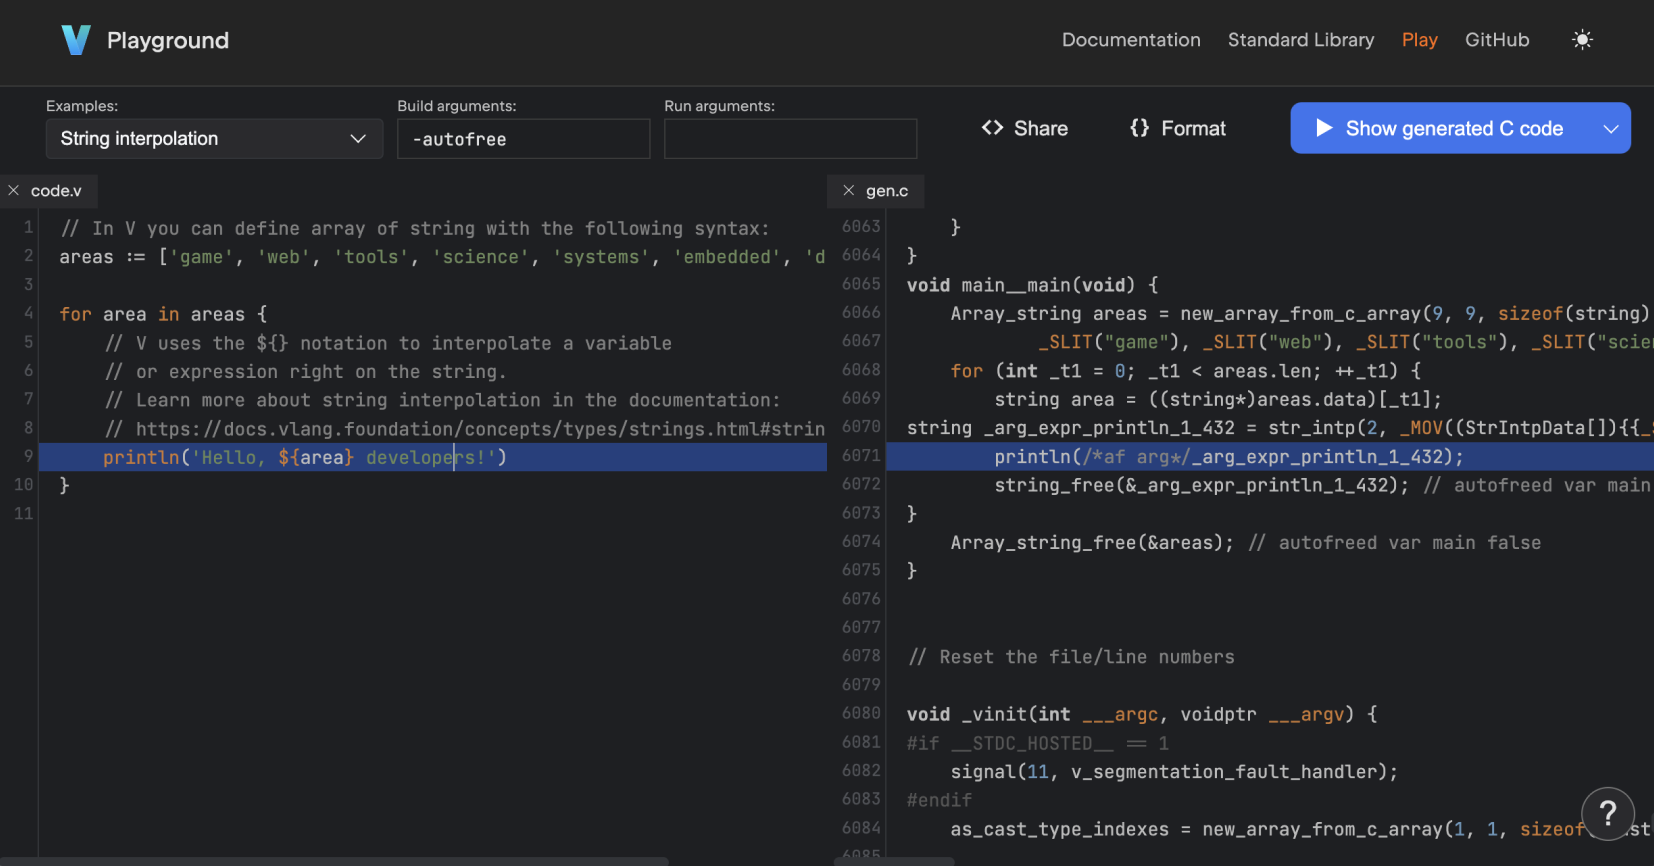 Playground
Documentation Standard Library Play GitHub
Examples:
String interpolation
Build arguments:
-autofree
Run arguments:
<> Share
{} Format
Show generated C code
code.v
1 // In V you can define array of string with the following syntax:
2 areas := ['game', 'web', 'tools', 'science', 'systems', 'embedded', 'd
3
4 for area in areas {
5 // V uses the ${} notation to interpolate a variable
6 // or expression right on the string.
7 // Learn more about string interpolation in the documentation:
8 // https://docs.vlang.foundation/concepts/types/strings.html#strin
9 println('Hello, ${area} developers!')
10 }
11
gen.c
6063 }
6064 }
6065 void main__main(void) {
6066 Array_string areas = new_array_from_c_array(9, 9, sizeof(string)
6067 _SLIT("game"), _SLIT("web"), _SLIT("tools"), _SLIT("scie
6068 for (int _t1 = 0; _t1 < areas.len; ++_t1) {
6069 string area = ((string*)areas.data)[_t1];
6070 string _arg_expr_println_1_432 = str_intp(2, _MOV((StrIntpData[]){{_S
6071 println(/*af arg*/_arg_expr_println_1_432);
6072 string_free(&_arg_expr_println_1_432); // autofreed var main
6073 }
6074 Array_string_free(&areas); // autofreed var main false
6075 }
6076
6077
6078 // Reset the file/line numbers
6079
6080 void _vinit(int ___argc, voidptr ___argv) {
6081 #if __STDC_HOSTED__ == 1
6082 signal(11, v_segmentation_fault_handler);
6083 #endif
6084 as_cast_type_indexes = new_array_from_c_array(1, 1, sizeof
6085
?